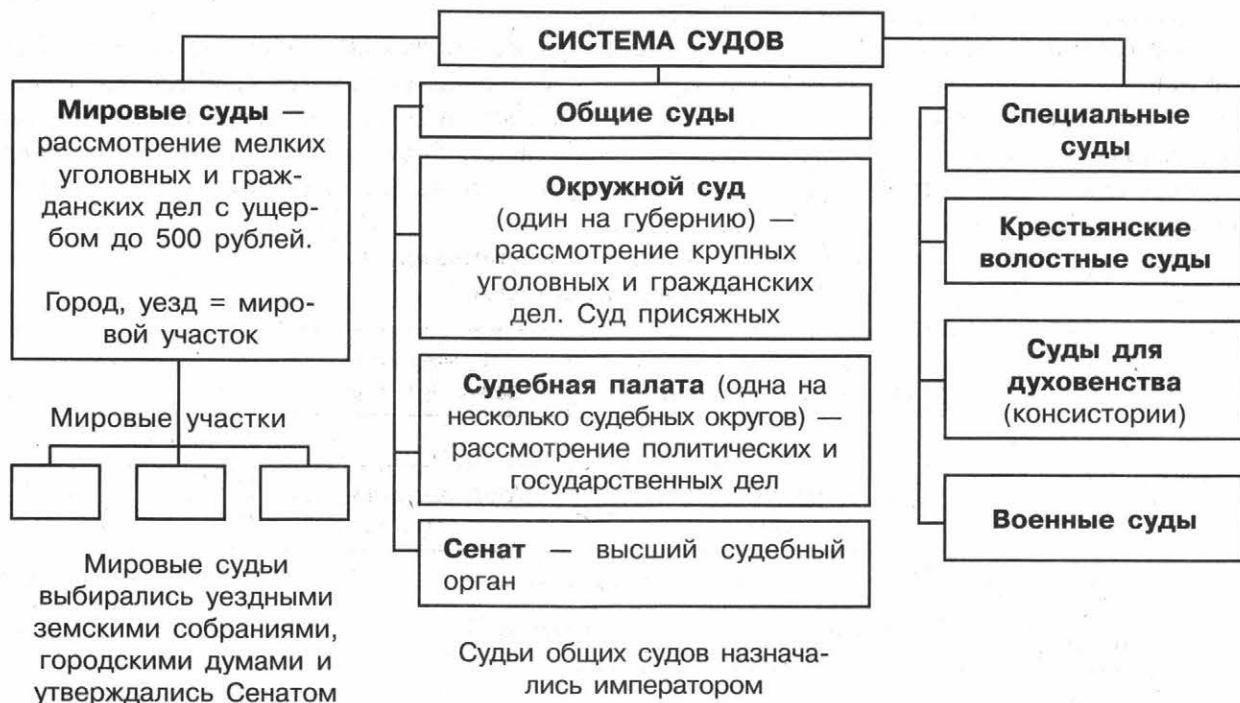 СИСТЕМА СУДОВ
Мировые суды —
рассмотрение мелких
уголовных и граж-
данских дел с ущер-
бом до 500 рублей.
Город, уезд = миро-
вой участок
Мировые участки
Мировые судьи
выбирались уездными
земскими собраниями,
городскими думами и
утверждались Сенатом
Общие суды
Окружной суд
(один на губернию) —
рассмотрение крупных
уголовных и гражданских
дел. Суд присяжных
Судебная палата (одна на
несколько судебных округов) —
рассмотрение политических и
государственных дел
Сенат — высший судебный
орган
Судьи общих судов назнача-
лись императором
Специальные
суды
Крестьянские
волостные суды
Суды для
духовенства
(консистории)
Военные суды